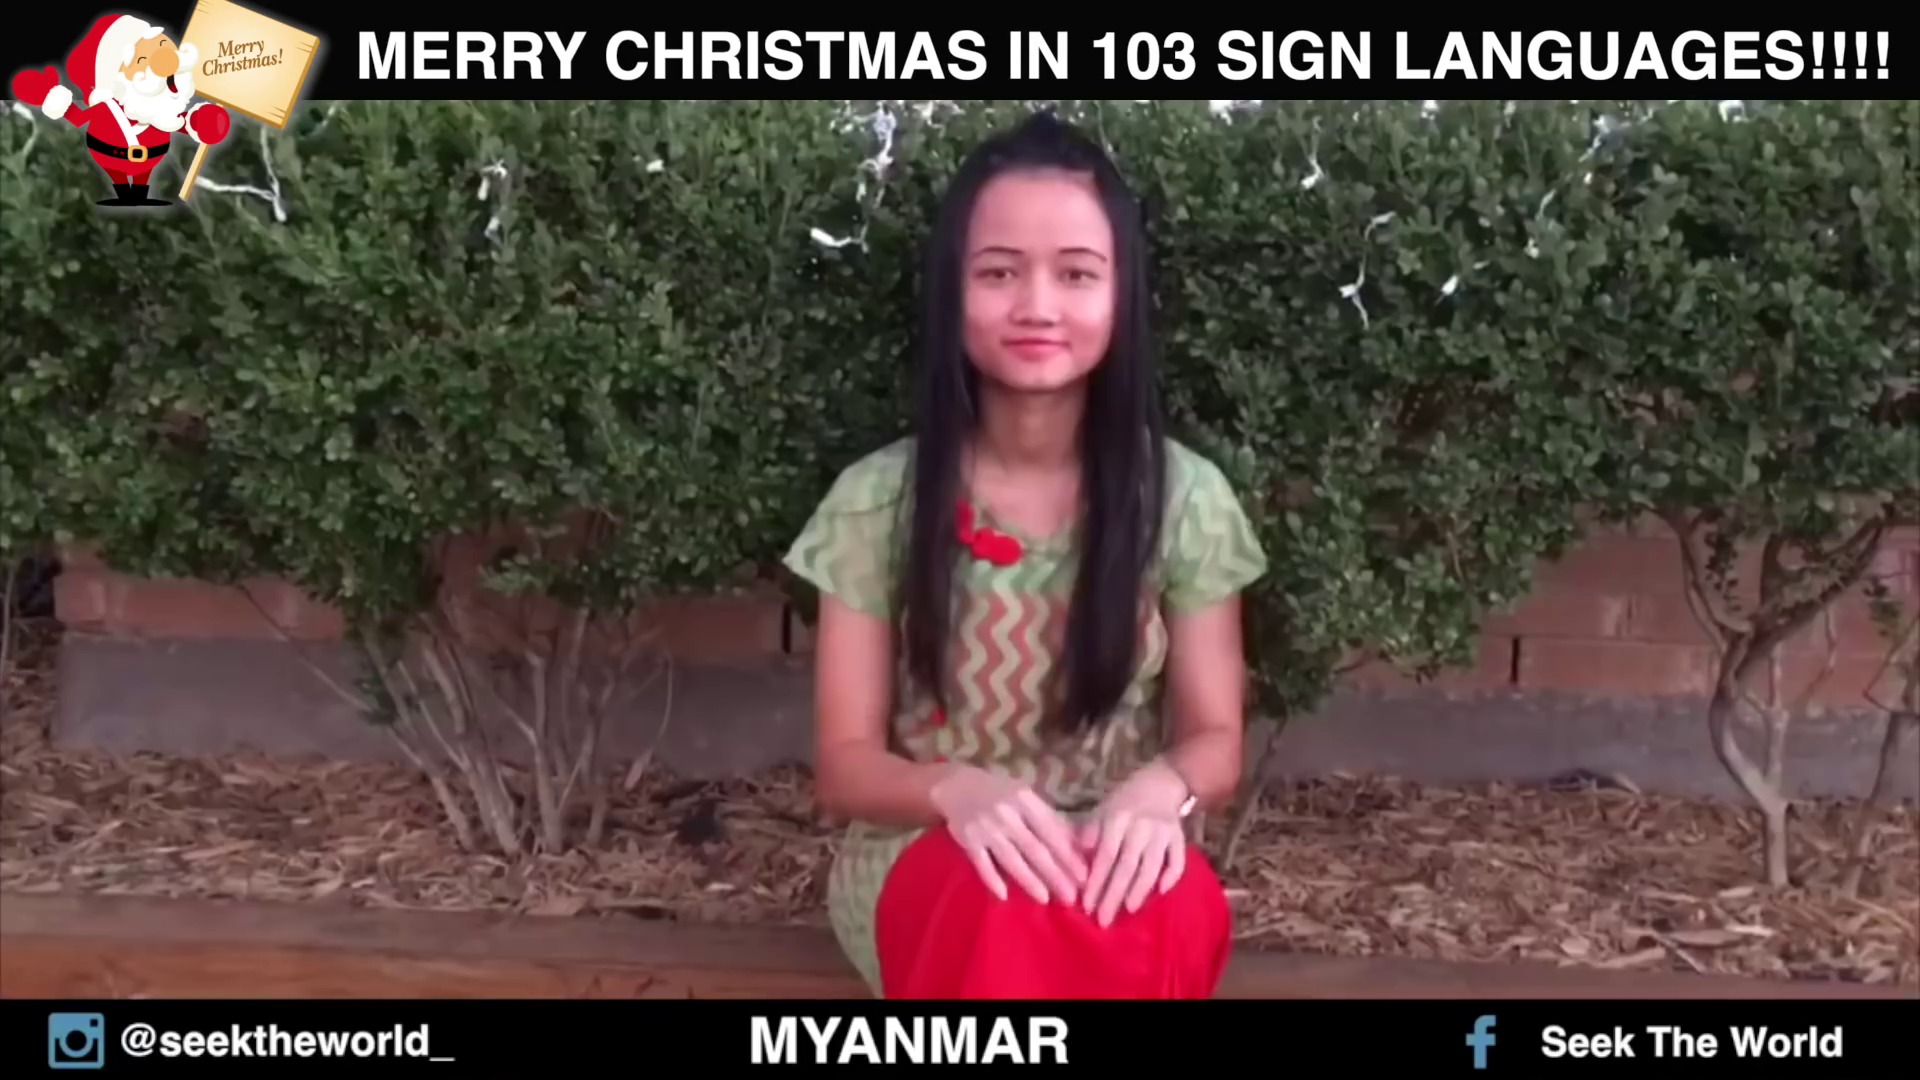 Merry
Christmas!
MERRY CHRISTMAS IN 103 SIGN LANGUAGES!!!!
@seektheworld_
MYANMAR
f
Seek The World